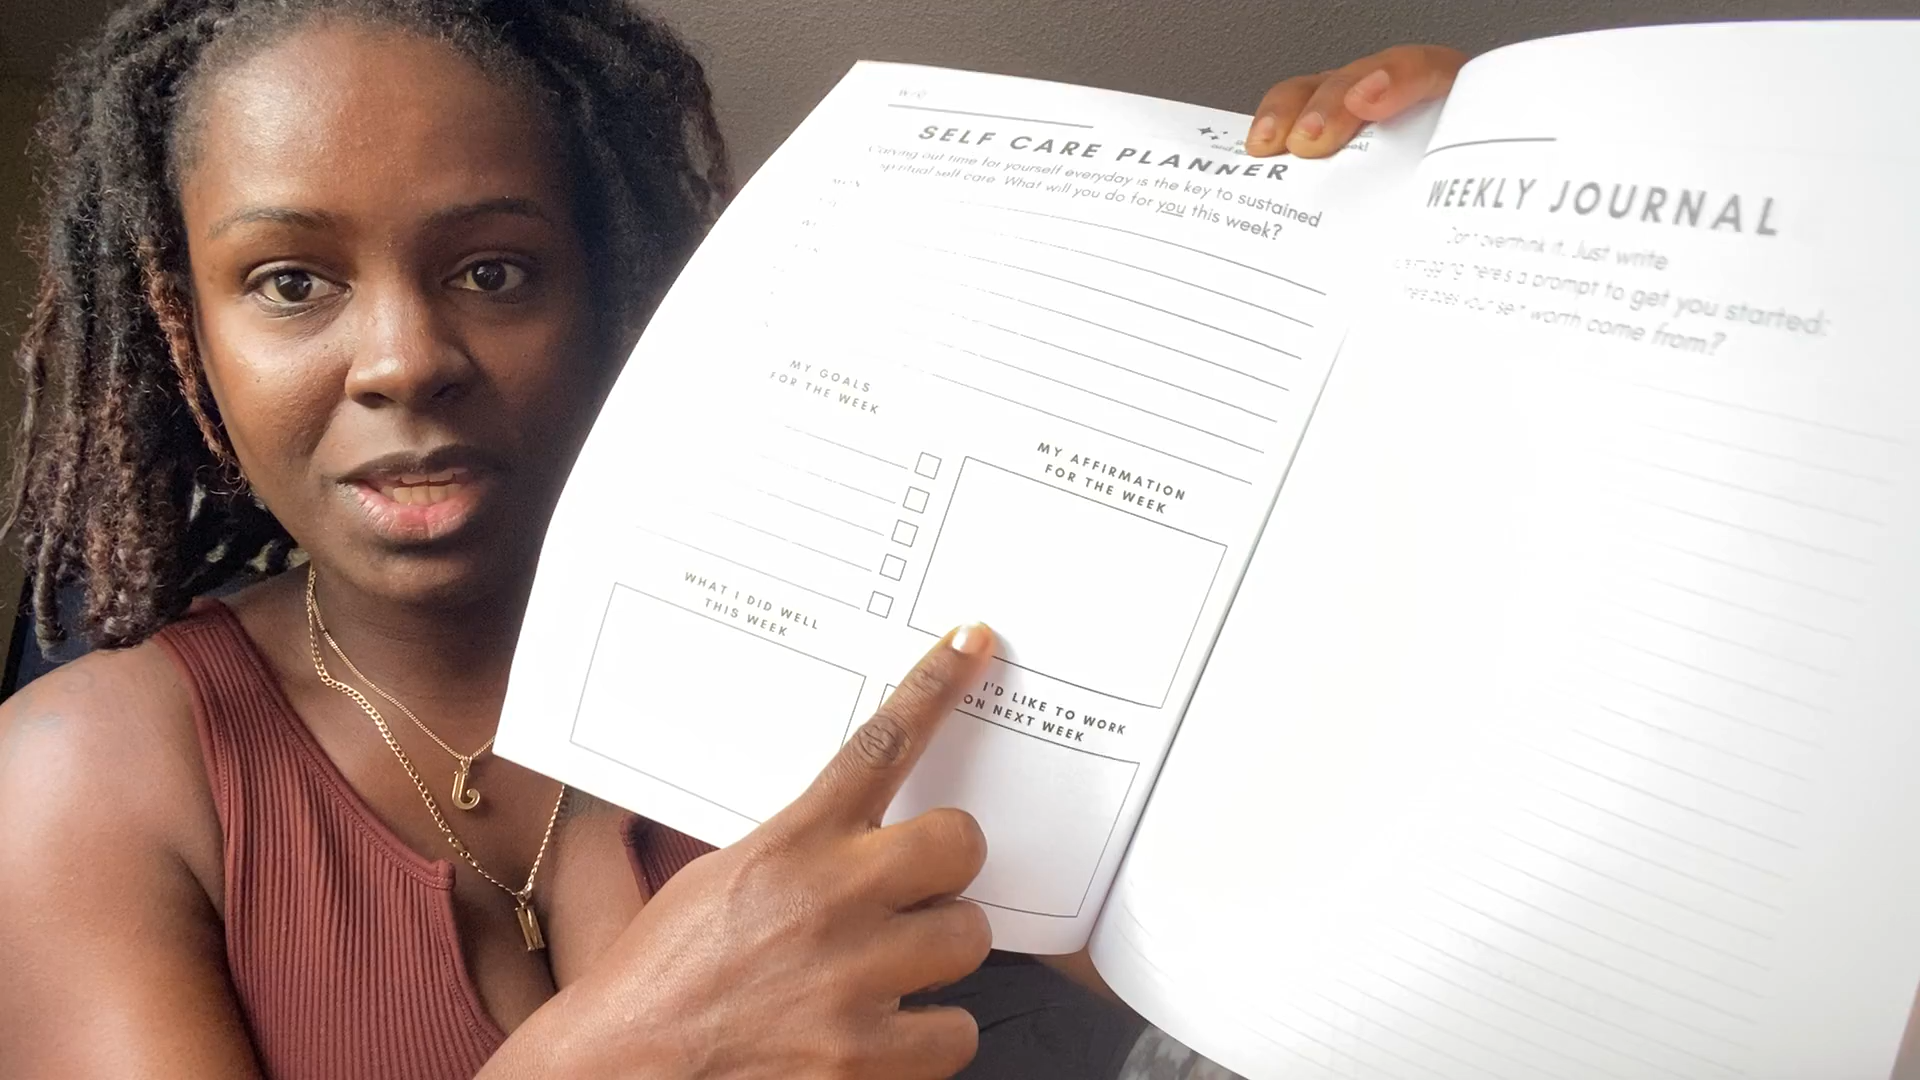 W/C
SELF CARE PLANNER
Carving out time for yourself everyday is the key to sustained
spiritual self care. What will you do for you this week?
MY GOALS
FOR THE WEEK
MY AFFIRMATION
FOR THE WEEK
WHAT I DID WELL
THIS WEEK
I'D LIKE TO WORK
ON NEXT WEEK
WEEKLY JOURNAL
Don't overthink it. Just write
here's a prompt to get you started:
Where does your self worth come from?